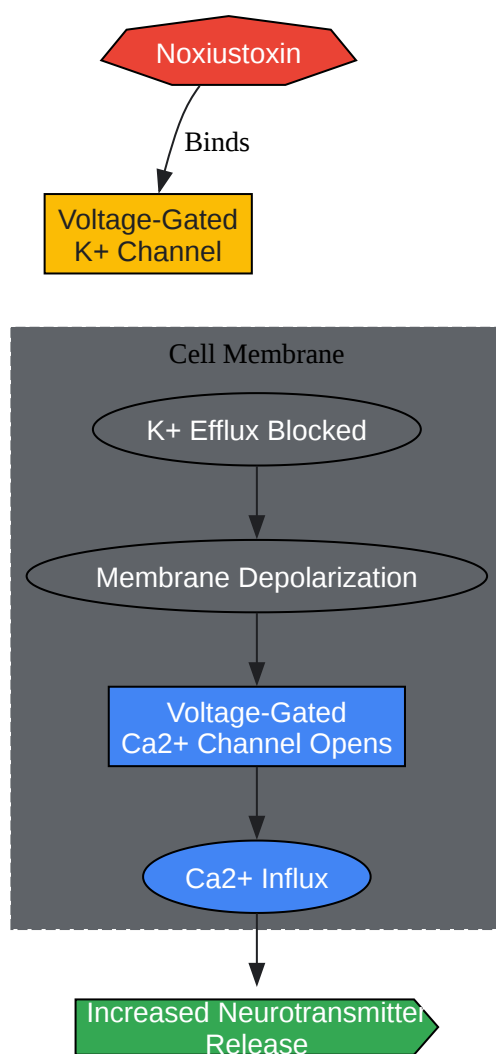 Noxiustoxin
Binds
Voltage-Gated
K+ Channel
Cell Membrane
K+ Efflux Blocked
Membrane Depolarization
Voltage-Gated
Ca2+ Channel Opens
Ca2+ Influx
Increased Neurotransmitter
Release